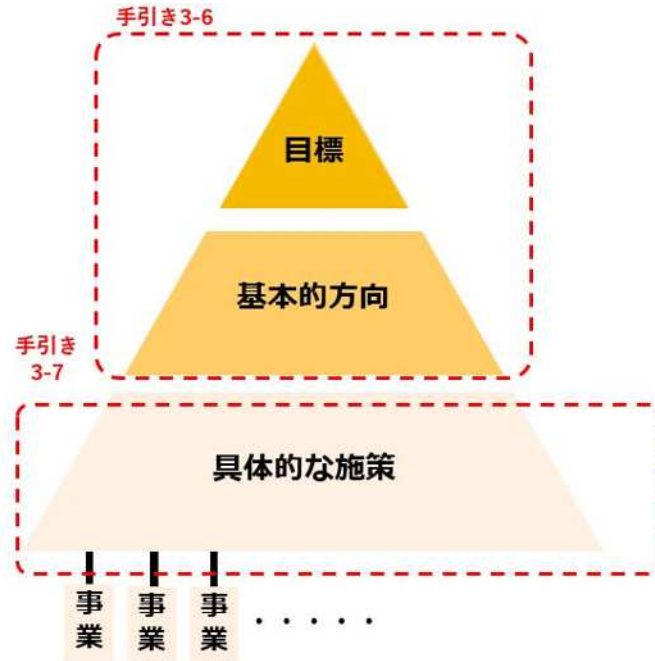 手引き3-6
目標
基本的方向
手引き
3-7
具体的な施策
事業
事業
事業
・・・・・